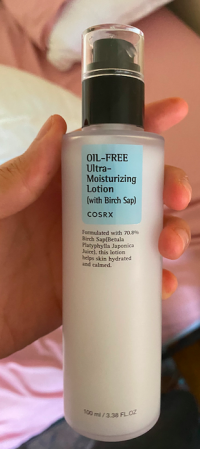 OIL-FREE
Ultra-
Moisturizing
Lotion
(with Birch Sap)
COSRX
Formulated with 70.8%
Birch Sap(Betula
Platyphylla Japonica
Juice), this lotion
helps skin hydrated
and calmed.
100 ml / 3.38 FL.OZ